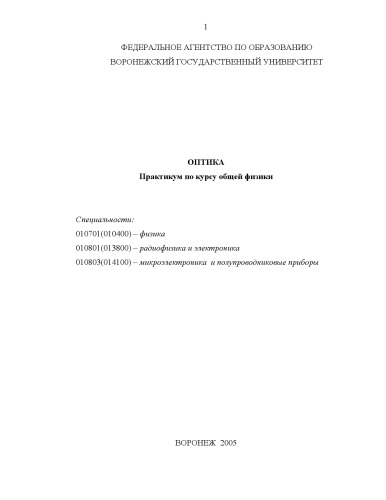 1
ФЕДЕРАЛЬНОЕ АГЕНТСТВО ПО ОБРАЗОВАНИЮ
ВОРОНЕЖСКИЙ ГОСУДАРСТВЕННЫЙ УНИВЕРСИТЕТ
ОПТИКА
Практикум по курсу общей физики
Специальности:
010701(010400) – физика
010801(013800) – радиофизика и электроника
010803(014100) – микроэлектроника и полупроводниковые приборы
ВОРОНЕЖ 2005